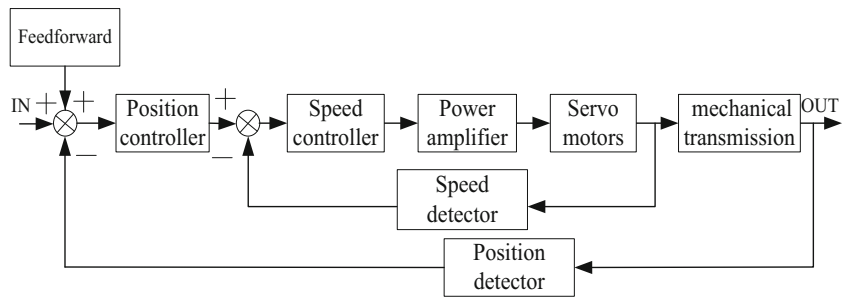 Feedforward
IN
+
+
−
Position
controller
+
−
Speed
controller
Power
amplifier
Servo
motors
mechanical
transmission
OUT
Speed
detector
Position
detector